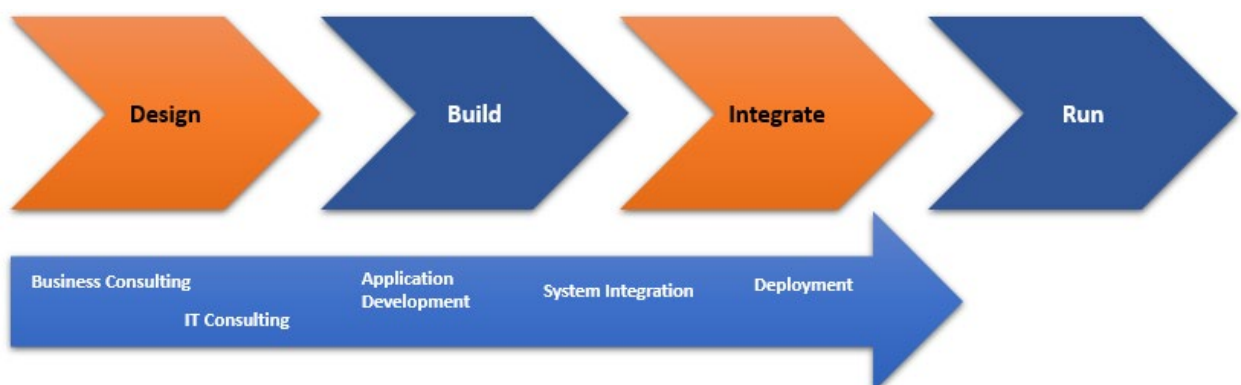 Design
Build
Integrate
Run
Business Consulting
IT Consulting
Application
Development
System Integration
Deployment